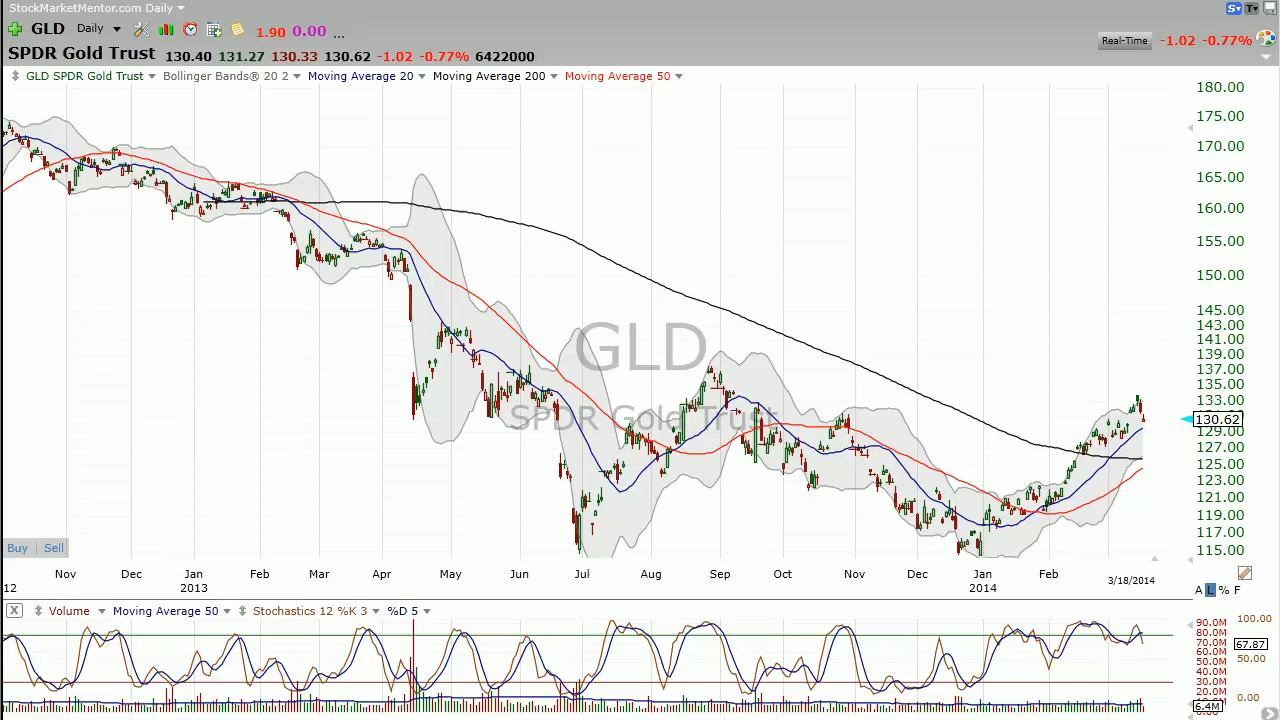 StockMarketMentor.com Daily
S T
GLD Daily 1.90 0.00 ...
SPDR Gold Trust 130.40 131.27 130.33 130.62 -1.02 -0.77% 6422000
Real-Time -1.02 -0.77%
GLD SPDR Gold Trust Bollinger Bands® 20 2 Moving Average 20 Moving Average 200 Moving Average 50
180.00
175.00
170.00
165.00
160.00
155.00
150.00
145.00
143.00
141.00
139.00
137.00
135.00
133.00
130.62
129.00
127.00
125.00
123.00
121.00
119.00
117.00
115.00
GLD
SPDR Gold Trust
Buy Sell
Nov Dec Jan Feb Mar Apr May Jun Jul Aug Sep Oct Nov Dec Jan Feb 3/18/2014
12 2013 2014
A L % F
X Volume Moving Average 50 Stochastics 12 %K 3 %D 5
90.0M
80.0M
70.0M
60.0M
50.0M
40.0M
30.0M
20.0M
6.4M
100.00
67.87
50.00
0.00